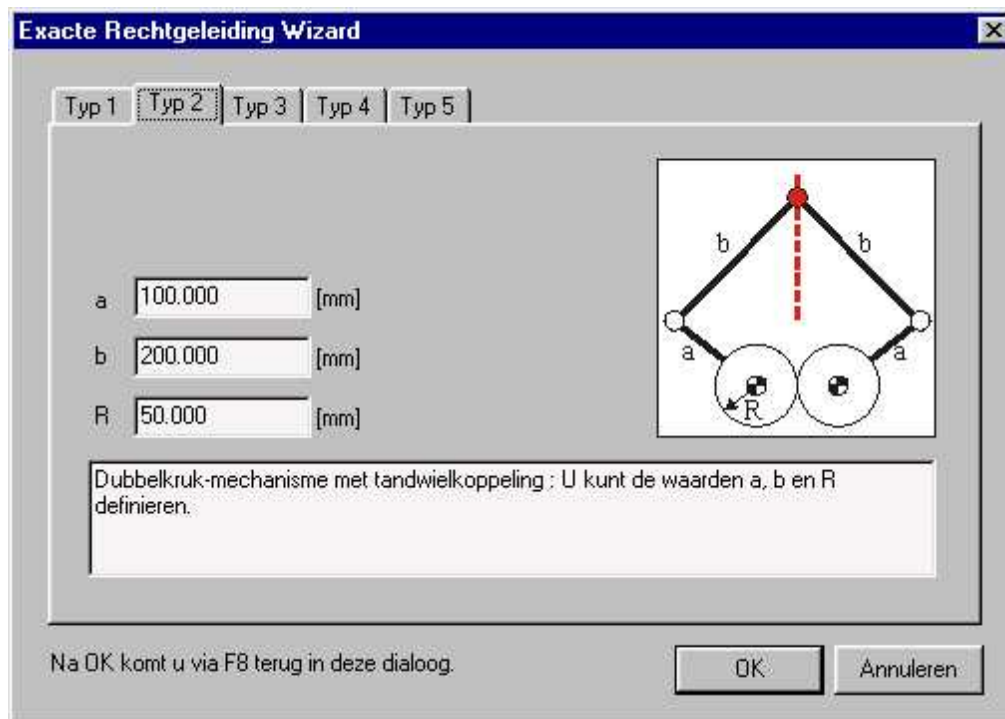 Exacte Rechtgeleiding Wizard
Typ 1 Typ 2 Typ 3 Typ 4 Typ 5
b b
a 100.000 [mm]
a a
b 200.000 [mm]
R
R 50.000 [mm]
Dubbelkruk-mechanisme met tandwielkoppeling : U kunt de waarden a, b en R
definieren.
Na OK komt u via F8 terug in deze dialoog.
OK Annuleren